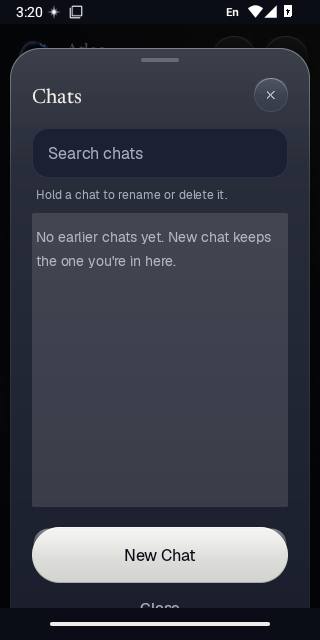 3:20
En
Chats
Search chats
Hold a chat to rename or delete it.
No earlier chats yet. New chat keeps
the one you're in here.
New Chat
Close